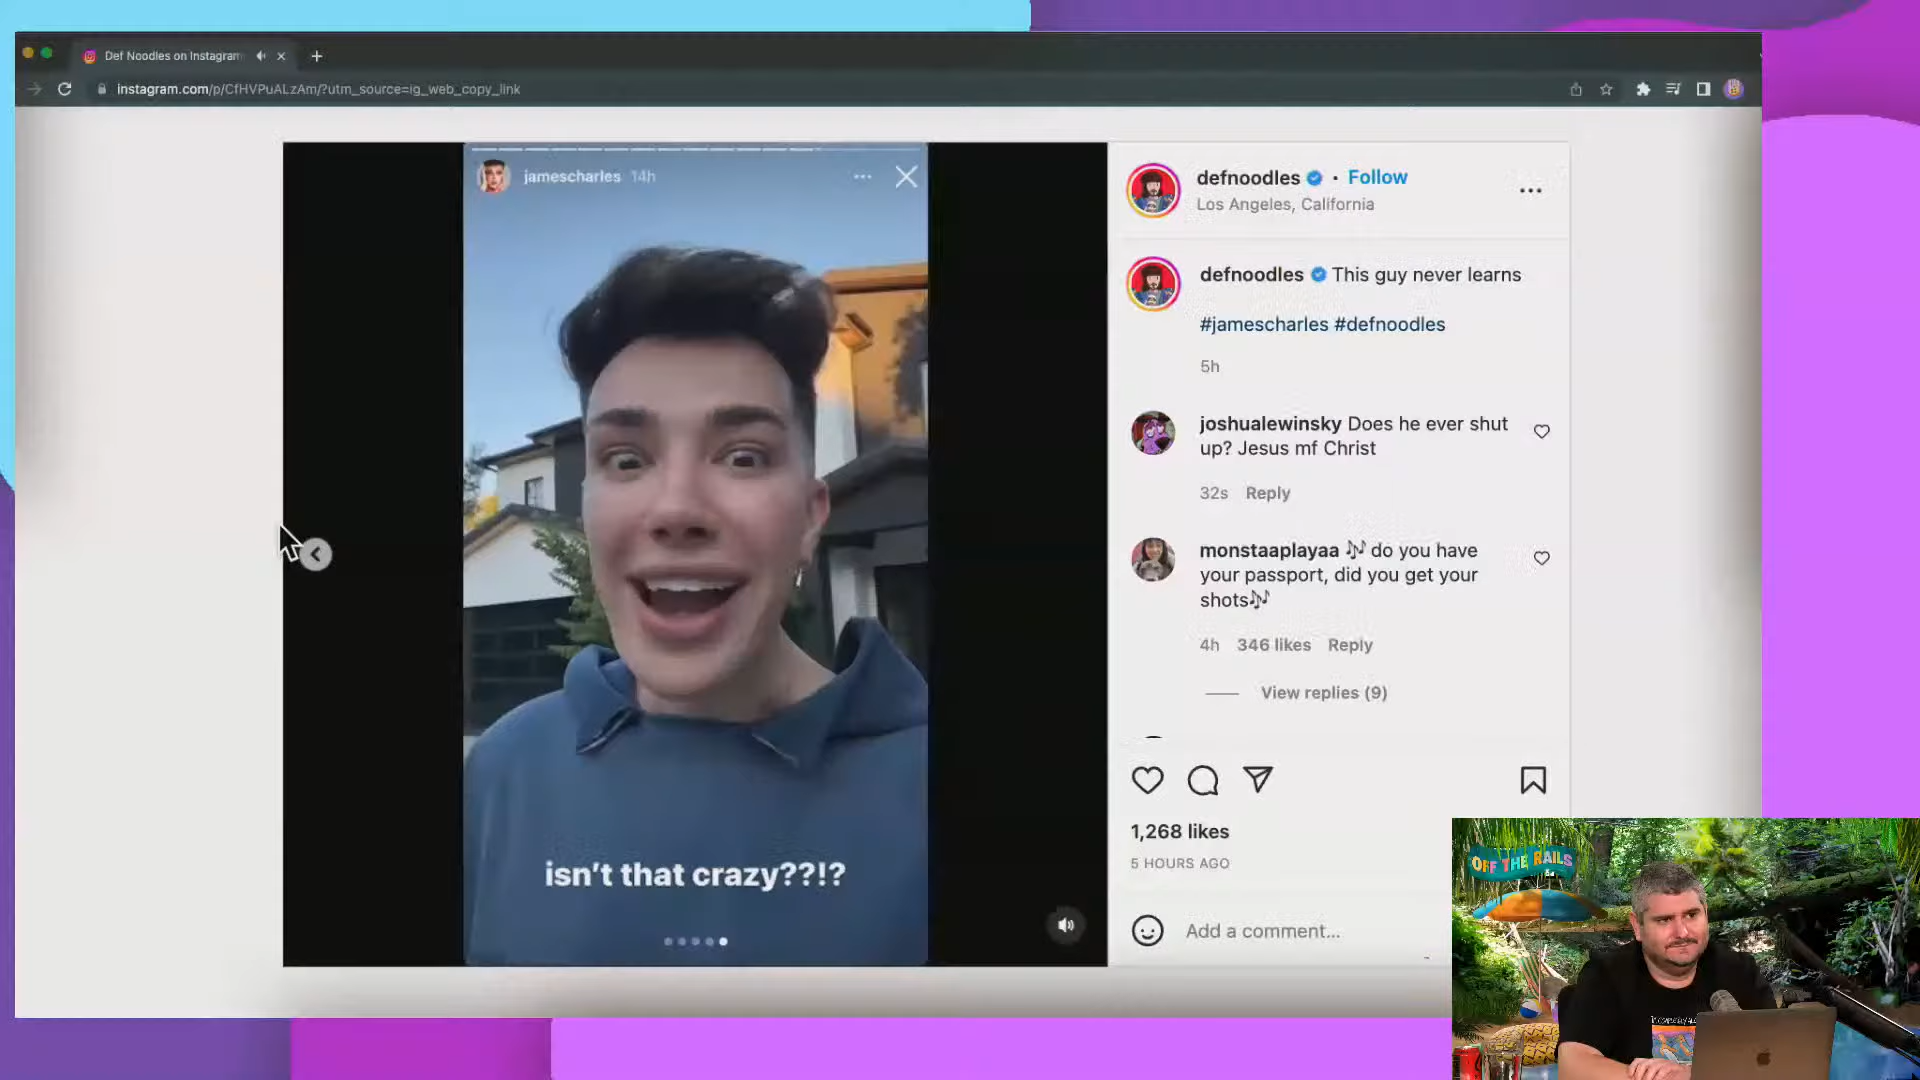 Def Noodles on Instagram
instagram.com/p/CfHVPuALzAm/?utm_source=ig_web_copy_link
jamescharles 14h
isn't that crazy??!?
defnoodles • Follow
Los Angeles, California
defnoodles This guy never learns
#jamescharles #defnoodles
5h
joshualewinsky Does he ever shut
up? Jesus mf Christ
32s Reply
monstaaplayaa 🎶 do you have
your passport, did you get your
shots🎶
4h 346 likes Reply
View replies (9)
1,268 likes
5 HOURS AGO
Add a comment...
OFF THE RAILS